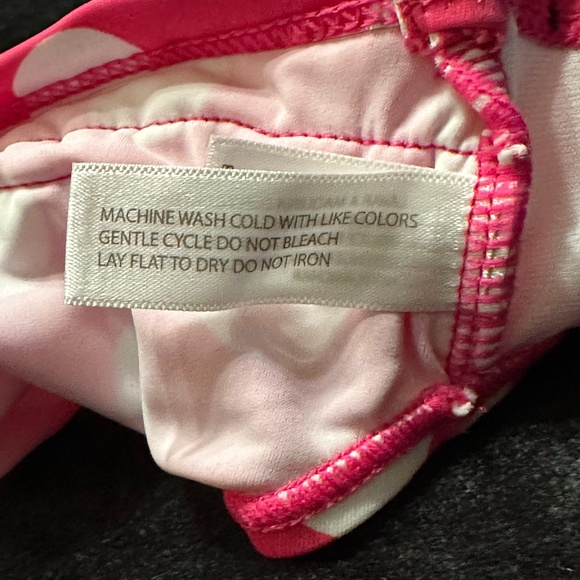 MACHINE WASH COLD WITH LIKE COLORS
GENTLE CYCLE DO NOT BLEACH
LAY FLAT TO DRY DO NOT IRON